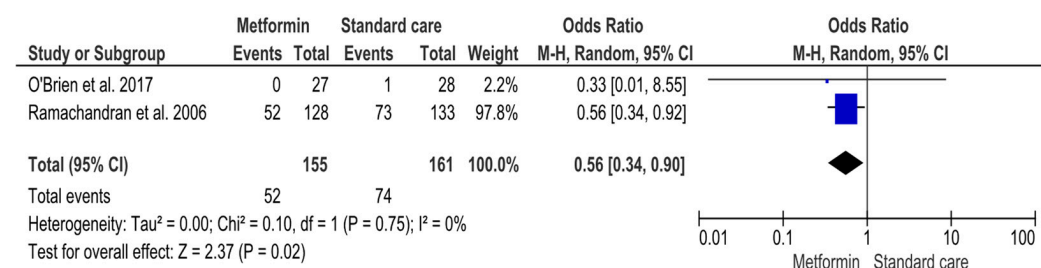 Metformin Standard care Odds Ratio Odds Ratio
Study or Subgroup Events Total Events Total Weight M-H, Random, 95% CI M-H, Random, 95% CI
O'Brien et al. 2017 0 27 1 28 2.2% 0.33 [0.01, 8.55]
Ramachandran et al. 2006 52 128 73 133 97.8% 0.56 [0.34, 0.92]
Total (95% CI) 155 161 100.0% 0.56 [0.34, 0.90]
Total events 52 74
Heterogeneity: Tau² = 0.00; Chi² = 0.10, df = 1 (P = 0.75); I² = 0%
Test for overall effect: Z = 2.37 (P = 0.02)
0.01 0.1 1 10 100
Metformin Standard care